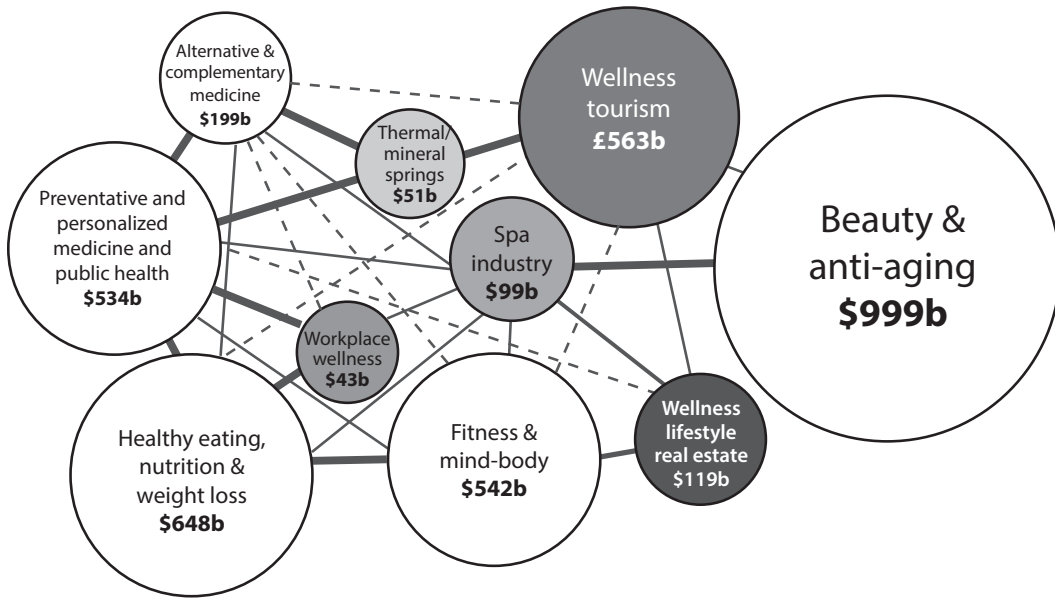 Alternative &
complementary
medicine
$199b
Wellness
tourism
£563b
Thermal/
mineral
springs
$51b
Preventative and
personalized
medicine and
public health
$534b
Spa
industry
$99b
Beauty &
anti-aging
$999b
Workplace
wellness
$43b
Healthy eating,
nutrition &
weight loss
$648b
Fitness &
mind-body
$542b
Wellness
lifestyle
real estate
$119b